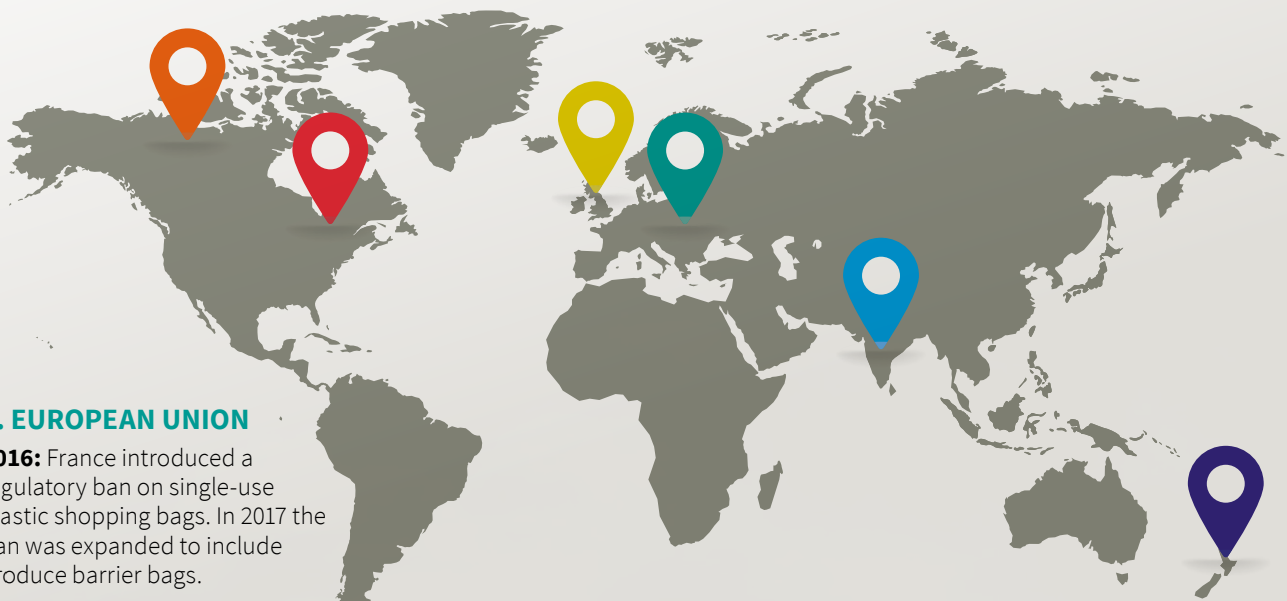 . EUROPEAN UNION
016: France introduced a
gulatory ban on single-use
astic shopping bags. In 2017 the
an was expanded to include
roduce barrier bags.